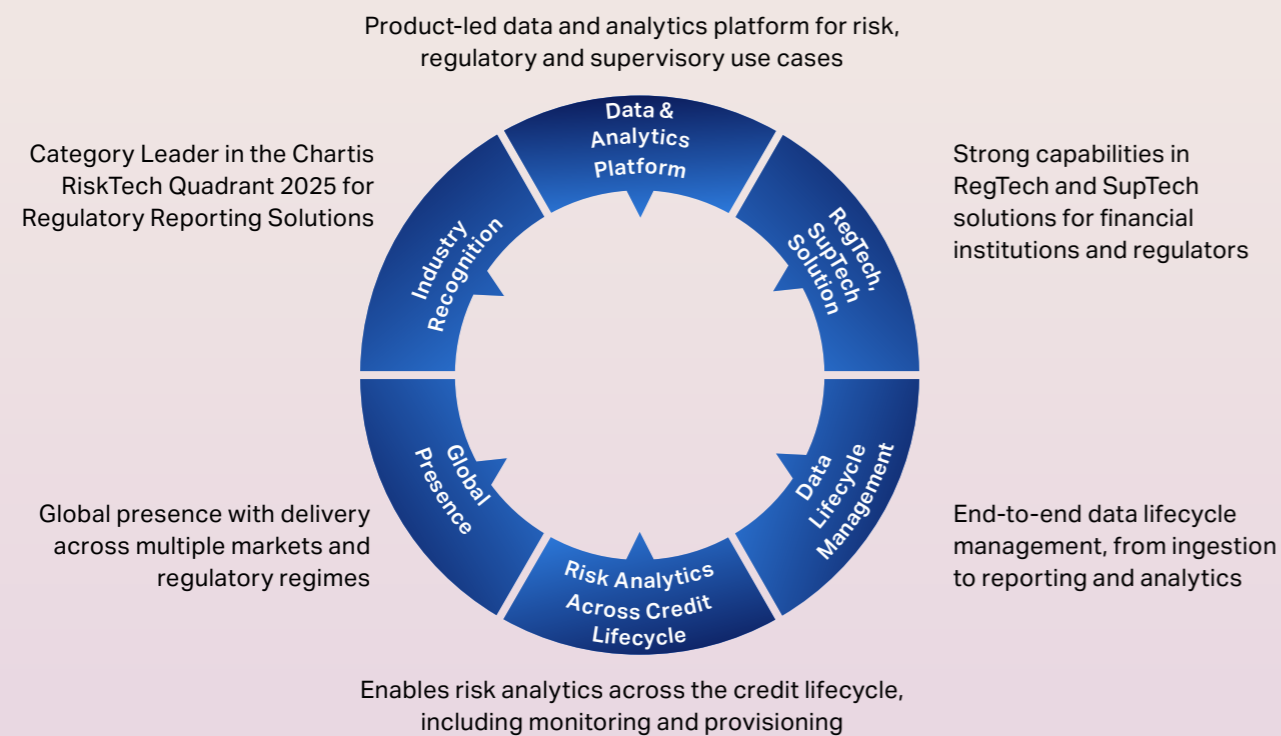 Product-led data and analytics platform for risk,
regulatory and supervisory use cases
Data &
Analytics
Platform
Category Leader in the Chartis
RiskTech Quadrant 2025 for
Regulatory Reporting Solutions
Industry
Recognition
RegTech,
SupTech
Solution
Strong capabilities in
RegTech and SupTech
solutions for financial
institutions and regulators
Global presence with delivery
across multiple markets and
regulatory regimes
Global
Presence
Data
Lifecycle
Management
End-to-end data lifecycle
management, from ingestion
to reporting and analytics
Risk Analytics
Across Credit
Lifecycle
Enables risk analytics across the credit lifecycle,
including monitoring and provisioning